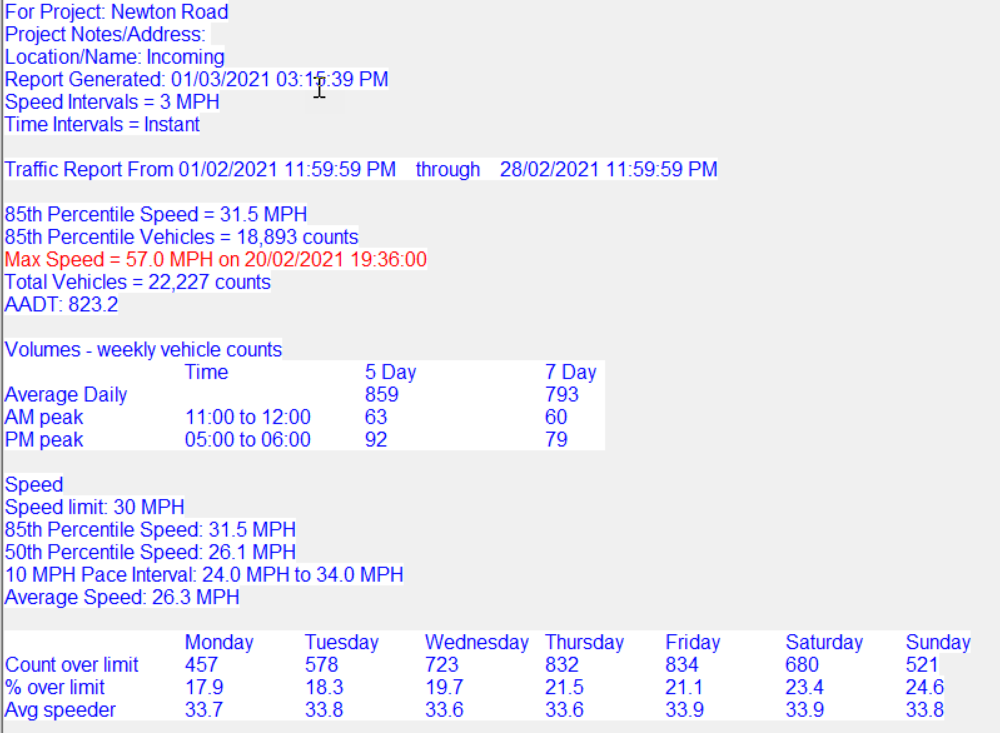 For Project: Newton Road
Project Notes/Address:
Location/Name: Incoming
Report Generated: 01/03/2021 03:15:39 PM
Speed Intervals = 3 MPH
Time Intervals = Instant
Traffic Report From 01/02/2021 11:59:59 PM through 28/02/2021 11:59:59 PM
85th Percentile Speed = 31.5 MPH
85th Percentile Vehicles = 18,893 counts
Max Speed = 57.0 MPH on 20/02/2021 19:36:00
Total Vehicles = 22,227 counts
AADT: 823.2
Volumes - weekly vehicle counts
Time 5 Day 7 Day
Average Daily 859 793
AM peak 11:00 to 12:00 63 60
PM peak 05:00 to 06:00 92 79
Speed
Speed limit: 30 MPH
85th Percentile Speed: 31.5 MPH
50th Percentile Speed: 26.1 MPH
10 MPH Pace Interval: 24.0 MPH to 34.0 MPH
Average Speed: 26.3 MPH
Monday Tuesday Wednesday Thursday Friday Saturday Sunday
Count over limit 457 578 723 832 834 680 521
% over limit 17.9 18.3 19.7 21.5 21.1 23.4 24.6
Avg speeder 33.7 33.8 33.6 33.6 33.9 33.9 33.8